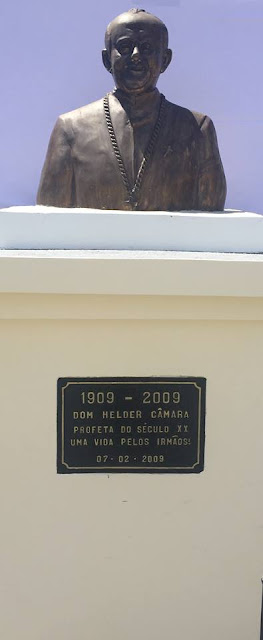 1909 - 2009
DOM HELDER CÂMARA
PROFETA DO SÉCULO XX
UMA VIDA PELOS IRMÃOS!
07 · 02 · 2009